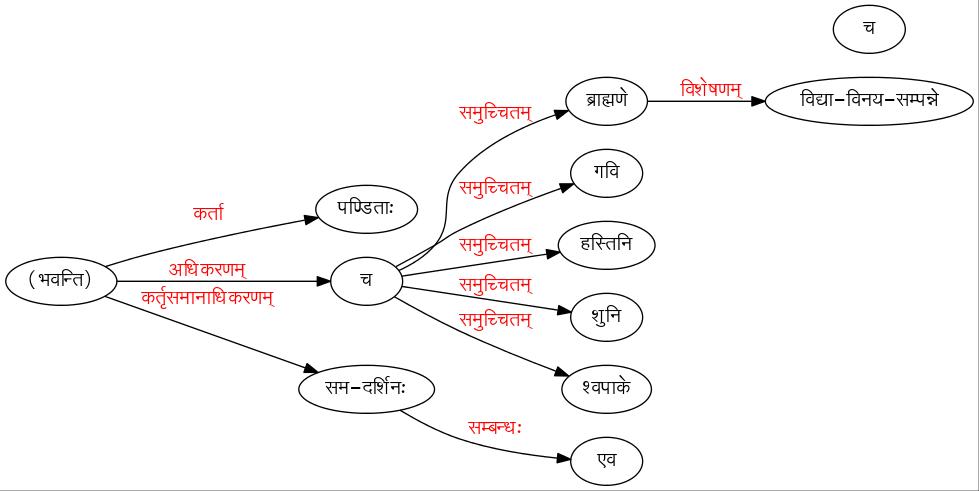 च
ब्राह्मणे
विशेषणम्
विद्या-विनय-सम्पन्ने
समुच्चितम्
गवि
समुच्चितम्
कर्ता
पण्डिताः
हस्तिनि
समुच्चितम्
(भवन्ति)
अधिकरणम्
च
समुच्चितम्
कर्तृसमानाधिकरणम्
शुनि
समुच्चितम्
सम-दर्शिनः
श्वपाके
सम्बन्धः
एव